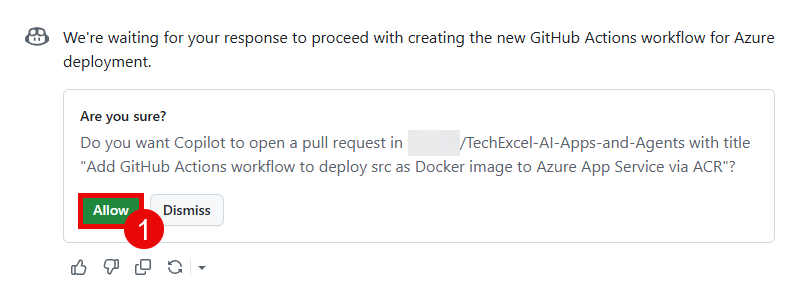 We're waiting for your response to proceed with creating the new GitHub Actions workflow for Azure
deployment.
Are you sure?
Do you want Copilot to open a pull request in /TechExcel-AI-Apps-and-Agents with title
"Add GitHub Actions workflow to deploy src as Docker image to Azure App Service via ACR"?
Allow Dismiss
1